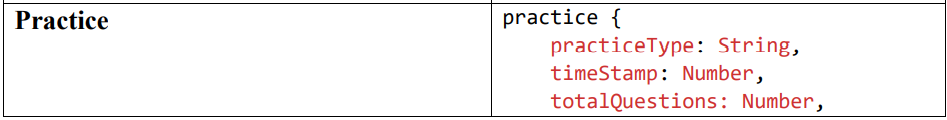 Practice
practice {
practiceType: String,
timeStamp: Number,
totalQuestions: Number,